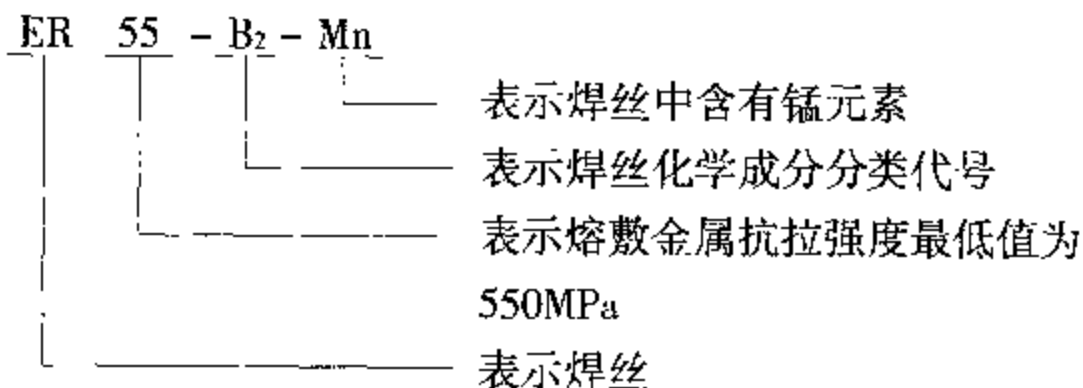 ER 55 - B₂ - Mn
表示焊丝中含有锰元素
表示焊丝化学成分分类代号
表示熔敷金属抗拉强度最低值为
550MPa
表示焊丝